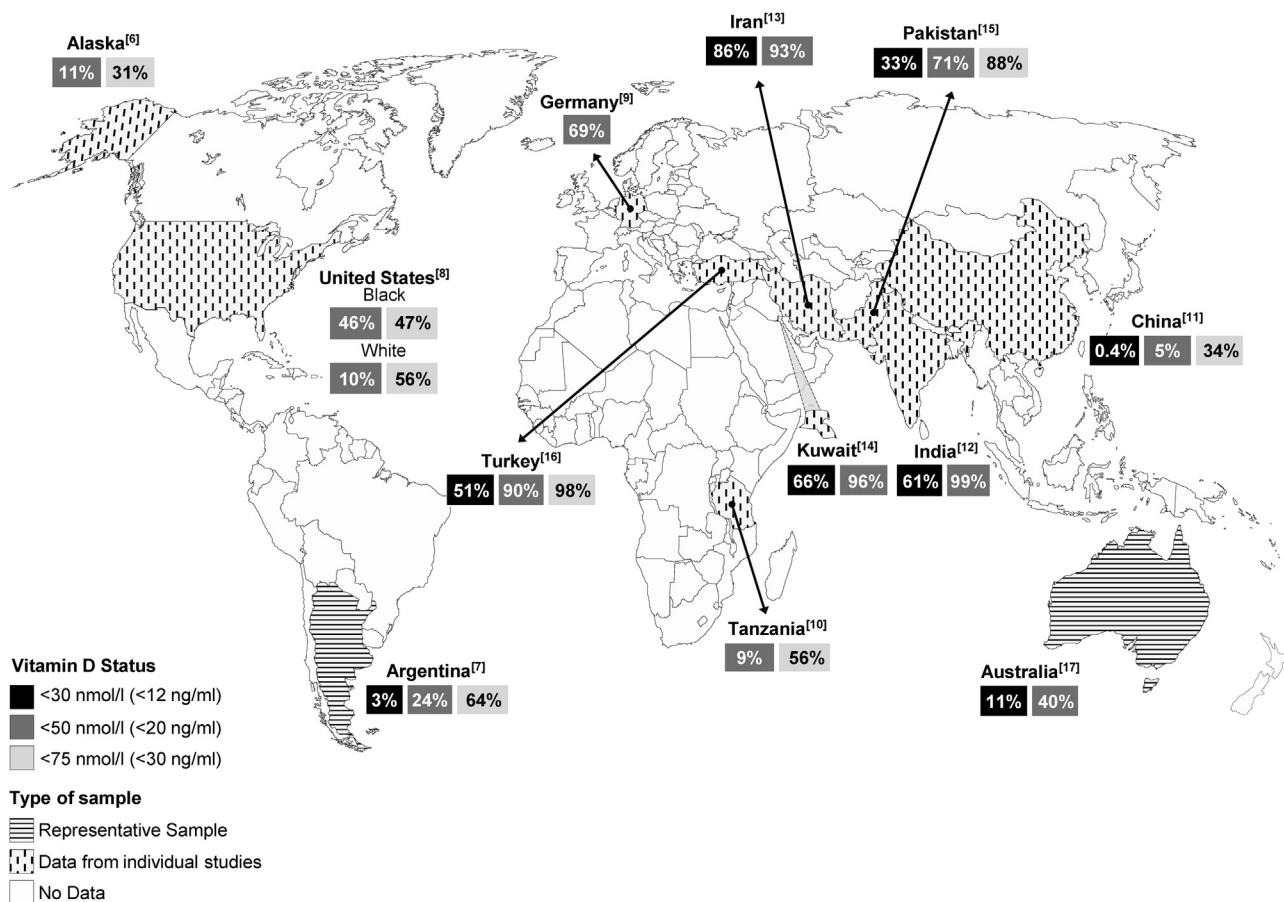 Alaska[6]
11% 31%
Iran[13]
86% 93%
Pakistan[15]
33% 71% 88%
Germany[9]
69%
United States[8]
Black
46% 47%
White
10% 56%
China[11]
0.4% 5% 34%
Turkey[16]
51% 90% 98%
Kuwait[14]
66% 96%
India[12]
61% 99%
Tanzania[10]
9% 56%
Argentina[7]
3% 24% 64%
Australia[17]
11% 40%
Vitamin D Status
<30 nmol/l (<12 ng/ml)
<50 nmol/l (<20 ng/ml)
<75 nmol/l (<30 ng/ml)
Type of sample
Representative Sample
Data from individual studies
No Data